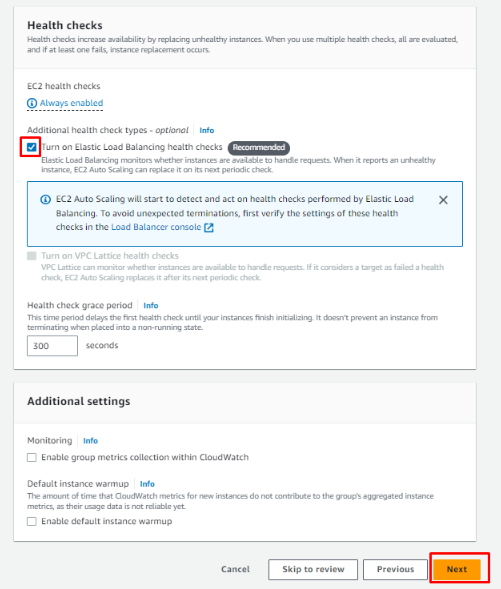 Health checks
Health checks increase availability by replacing unhealthy instances. When you use multiple health checks, all are evaluated,
and if at least one fails, instance replacement occurs.
EC2 health checks
Always enabled
Additional health check types - optional Info
Turn on Elastic Load Balancing health checks Recommended
Elastic Load Balancing monitors whether instances are available to handle requests. When it reports an unhealthy
instance, EC2 Auto Scaling can replace it on its next periodic check.
EC2 Auto Scaling will start to detect and act on health checks performed by Elastic Load
Balancing. To avoid unexpected terminations, first verify the settings of these health
checks in the Load Balancer console
Turn on VPC Lattice health checks
VPC Lattice can monitor whether instances are available to handle requests. If it considers a target as failed a health
check, EC2 Auto Scaling replaces it after its next periodic check.
Health check grace period Info
This time period delays the first health check until your instances finish initializing. It doesn't prevent an instance from
terminating when placed into a non-running state.
300 seconds
Additional settings
Monitoring Info
Enable group metrics collection within CloudWatch
Default instance warmup Info
The amount of time that CloudWatch metrics for new instances do not contribute to the group's aggregated instance
metrics, as their usage data is not reliable yet.
Enable default instance warmup
Cancel Skip to review Previous Next